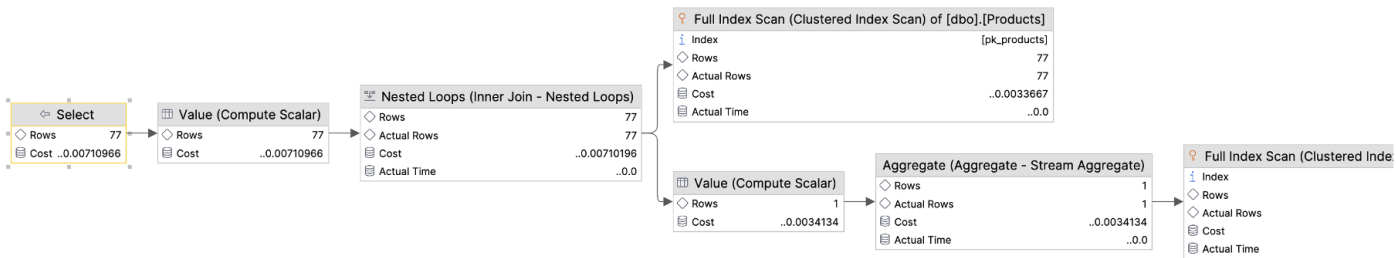 Select
Rows 77
Cost ..0.00710966
Value (Compute Scalar)
Rows 77
Cost ..0.00710966
Nested Loops (Inner Join - Nested Loops)
Rows 77
Actual Rows 77
Cost ..0.00710196
Actual Time ..0.0
Full Index Scan (Clustered Index Scan) of [dbo].[Products]
Index [pk_products]
Rows 77
Actual Rows 77
Cost ..0.0033667
Actual Time ..0.0
Value (Compute Scalar)
Rows 1
Cost ..0.0034134
Aggregate (Aggregate - Stream Aggregate)
Rows 1
Actual Rows 1
Cost ..0.0034134
Actual Time ..0.0
Full Index Scan (Clustered
Index
Rows
Actual Rows
Cost
Actual Time